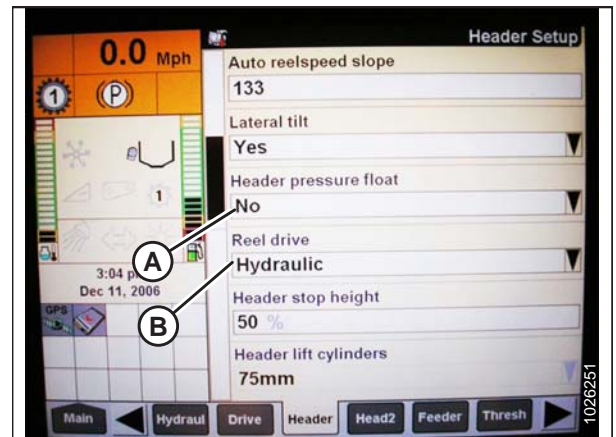 0.0 Mph
Header Setup
Auto reelspeed slope
133
1
(P)
Lateral tilt
Yes
1
Header pressure float
No
A
Reel drive
Hydraulic
3:04
Dec 11, 2006
B
Header stop height
50 %
GPS
Header lift cylinders
75mm
Main
Hydraul
Drive
Header
Head2
Feeder
Thresh
1026251